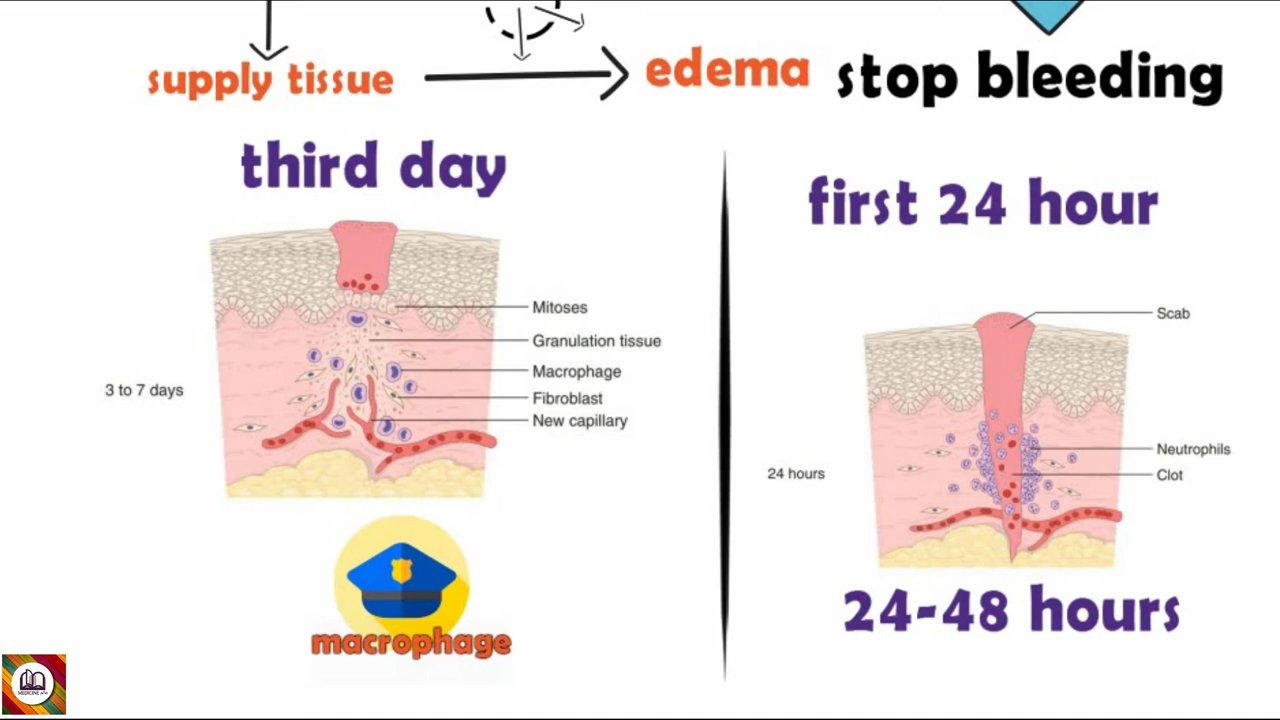 supply tissue
edema
stop bleeding
third day
Mitoses
Granulation tissue
Macrophage
3 to 7 days
Fibroblast
New capillary
macrophage
first 24 hour
Scab
Neutrophils
24 hours
Clot
24-48 hours
MEDICINE